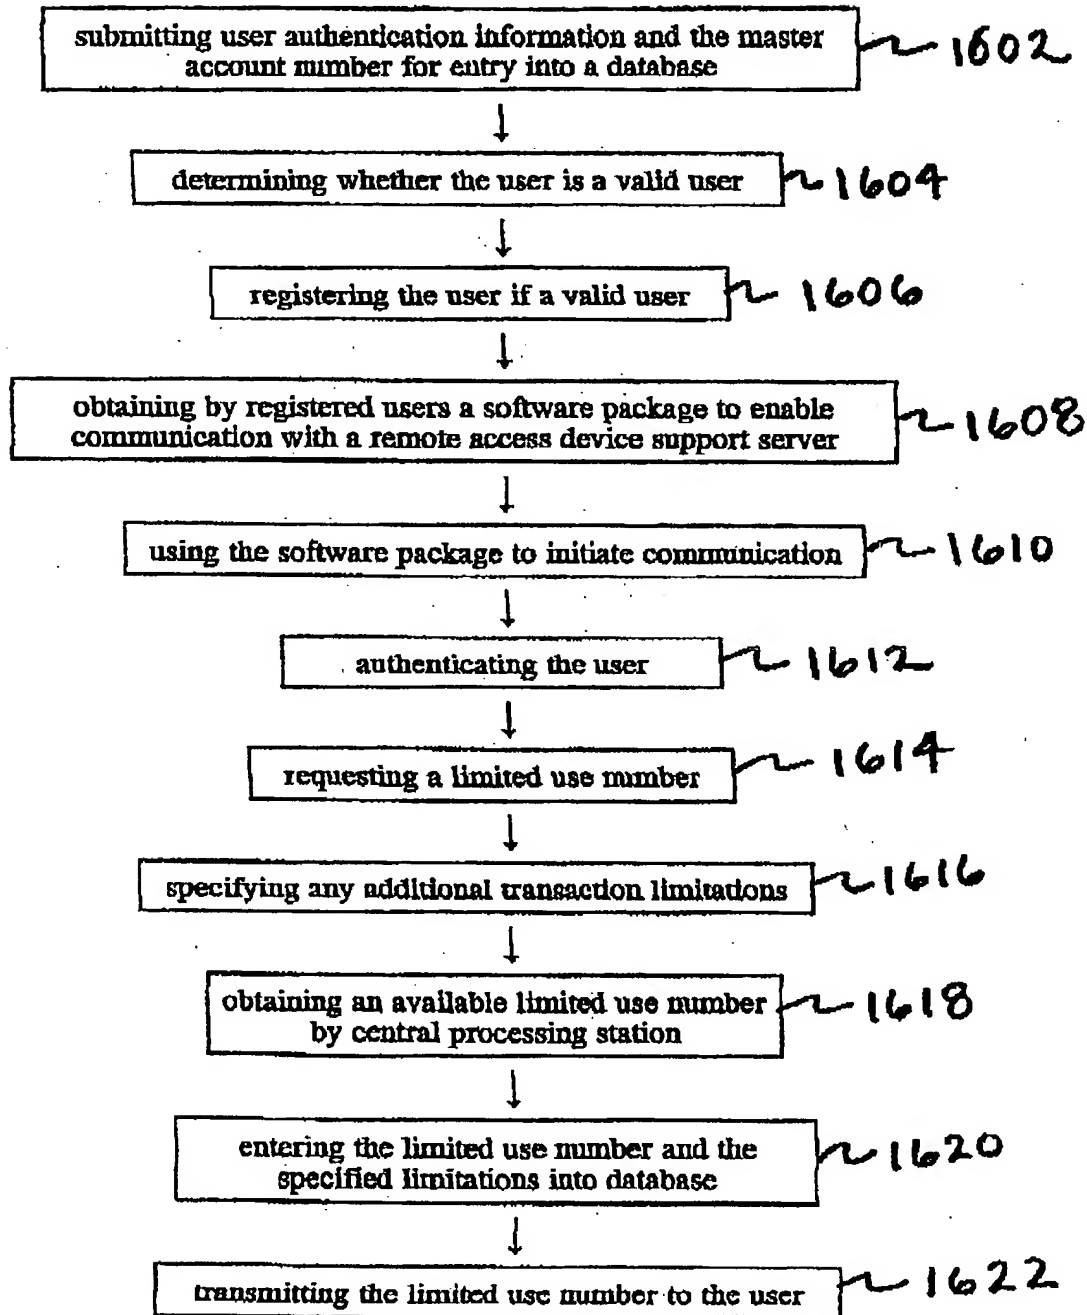 submitting user authentication information and the master
account number for entry into a database
1602
determining whether the user is a valid user
1604
registering the user if a valid user
1606
obtaining by registered users a software package to enable
communication with a remote access device support server
1608
using the software package to initiate communication
1610
authenticating the user
1612
requesting a limited use number
1614
specifying any additional transaction limitations
1616
obtaining an available limited use number
by central processing station
1618
entering the limited use number and the
specified limitations into database
1620
transmitting the limited use number to the user
1622